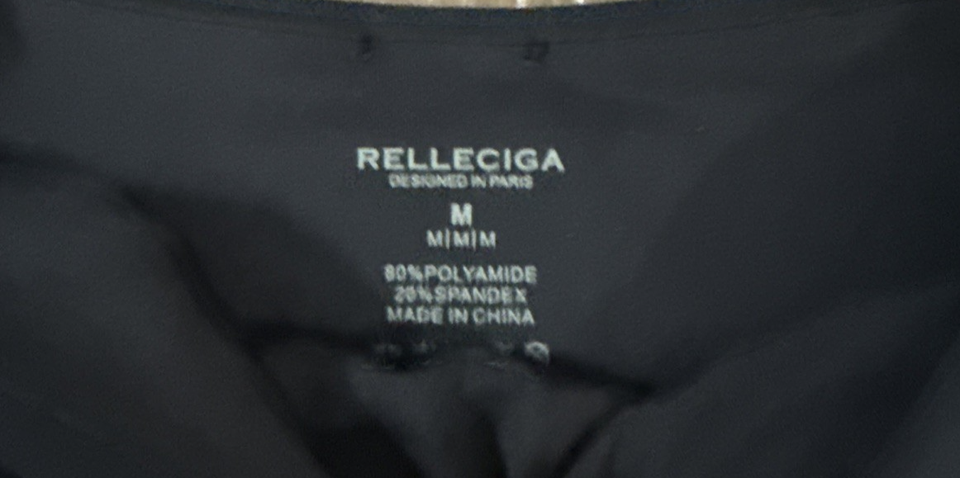 RELLECIGA
DESIGNED IN PARIS
M
M|M|M
80%POLYAMIDE
20%SPANDEX
MADE IN CHINA